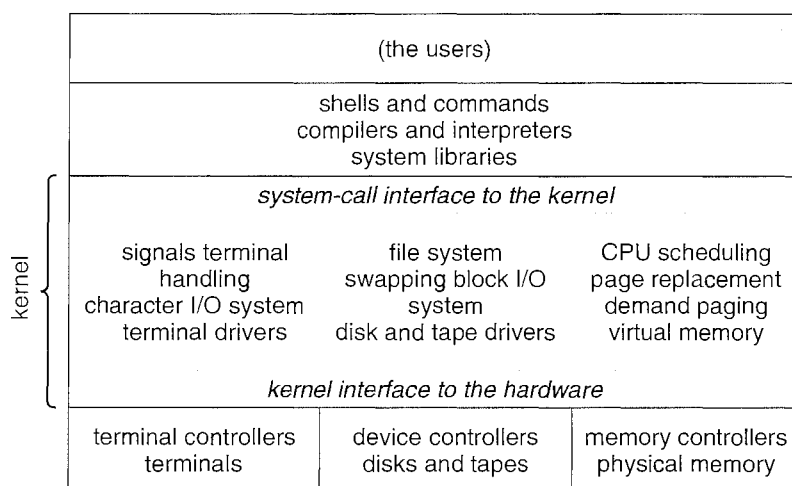 (the users)
shells and commands
compilers and interpreters
system libraries
kernel
system-call interface to the kernel
signals terminal
handling
character I/O system
terminal drivers
file system
swapping block I/O
system
disk and tape drivers
CPU scheduling
page replacement
demand paging
virtual memory
kernel interface to the hardware
terminal controllers
terminals
device controllers
disks and tapes
memory controllers
physical memory